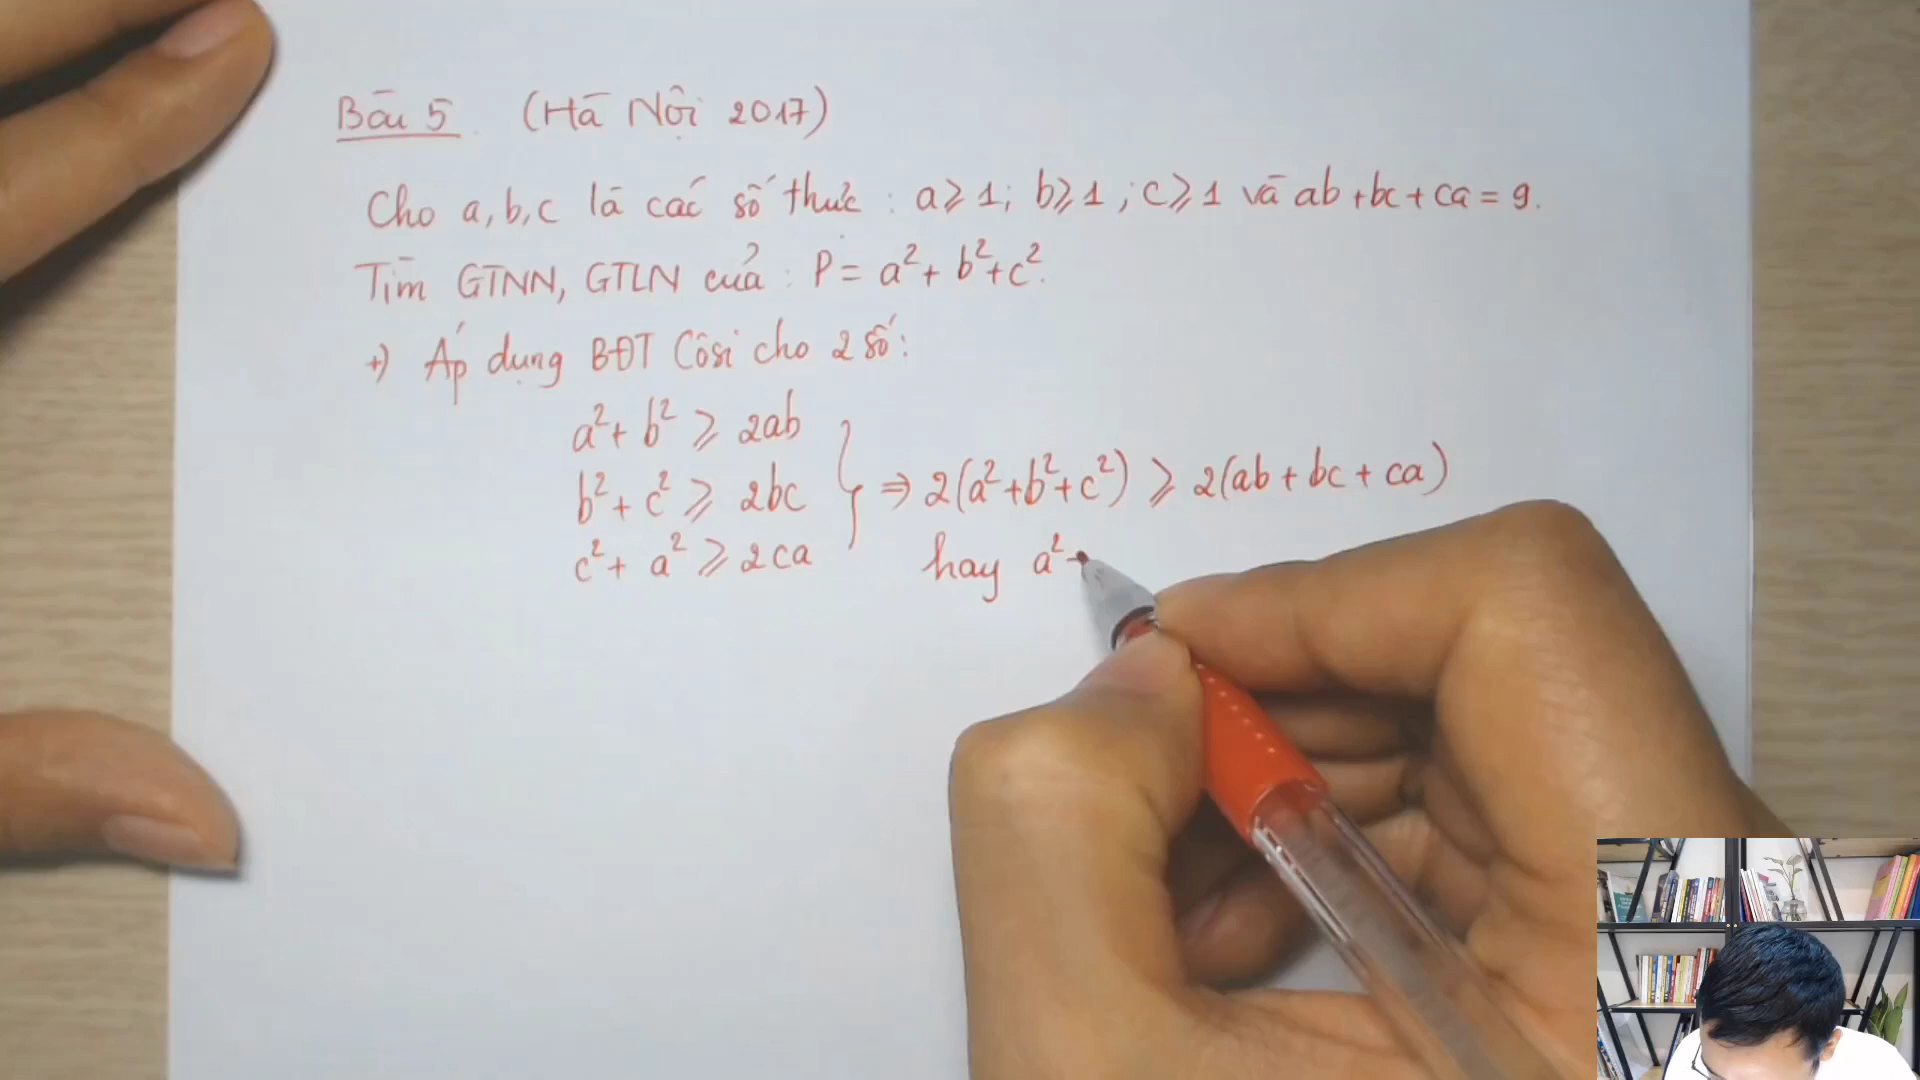 Bài 5 (Hà Nội 2017)
Cho a, b, c là các số thực : a ⩾ 1; b ⩾ 1 ; c ⩾ 1 và ab + bc + ca = 9.
Tìm GTNN, GTLN của : P = a² + b² + c².
+) Áp dụng BĐT Côsi cho 2 số:
a² + b² ⩾ 2ab
b² + c² ⩾ 2bc
c² + a² ⩾ 2ca
⇒ 2(a² + b² + c²) ⩾ 2(ab + bc + ca)
hay a² +